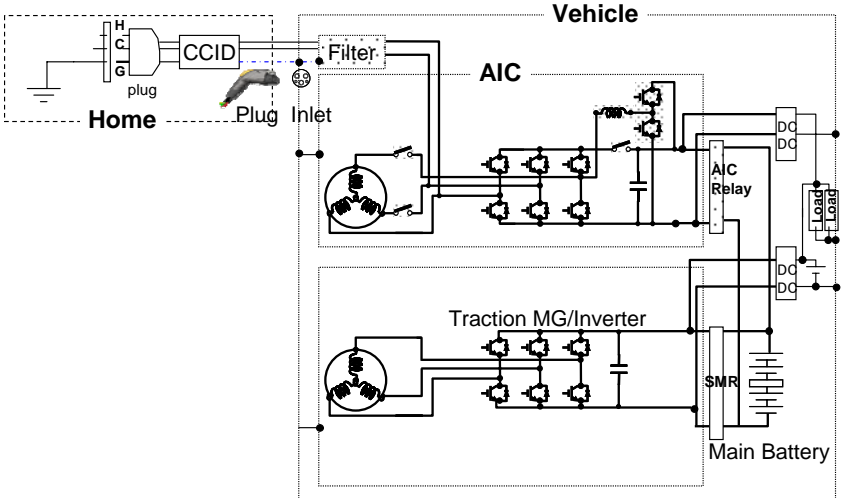 Vehicle
H
C
G
plug
CCID
Filter
Home
Plug Inlet
AIC
AIC
Relay
DC
DC
Load
Load
DC
DC
Traction MG/Inverter
SMR
Main Battery